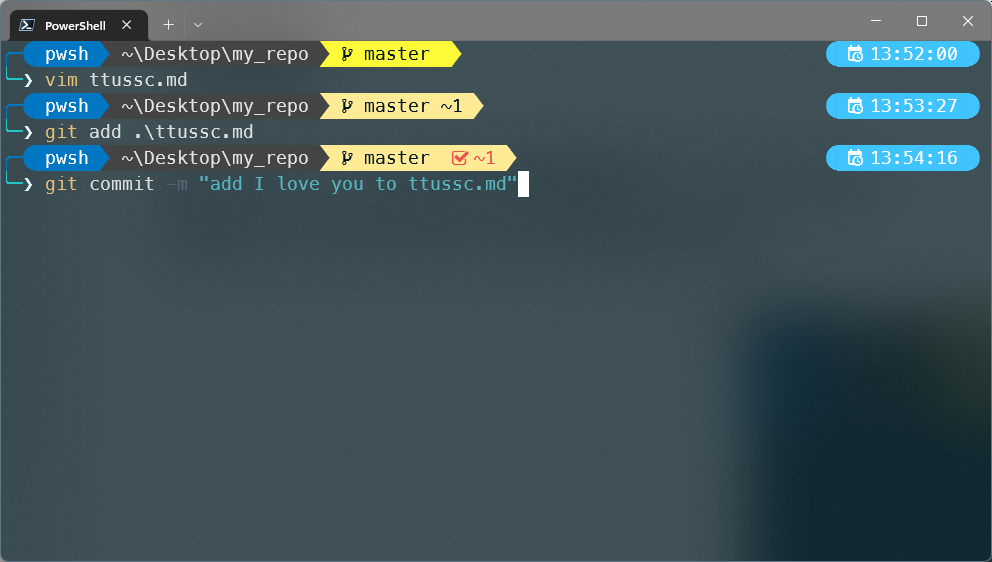 PowerShell
pwsh ~\Desktop\my_repo master 13:52:00
❯ vim ttussc.md
pwsh ~\Desktop\my_repo master ~1 13:53:27
❯ git add .\ttussc.md
pwsh ~\Desktop\my_repo master ~1 13:54:16
❯ git commit -m "add I love you to ttussc.md"